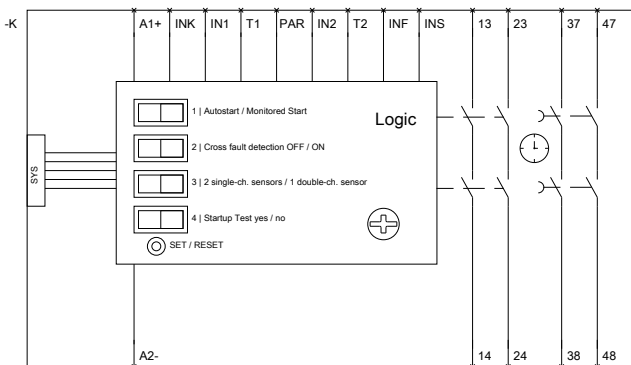 -K A1+ INK IN1 T1 PAR IN2 T2 INF INS 13 23 37 47
1 | Autostart / Monitored Start
Logic
2 | Cross fault detection OFF / ON
SYS
3 | 2 single-ch. sensors / 1 double-ch. sensor
4 | Startup Test yes / no
SET / RESET
A2- 14 24 38 48